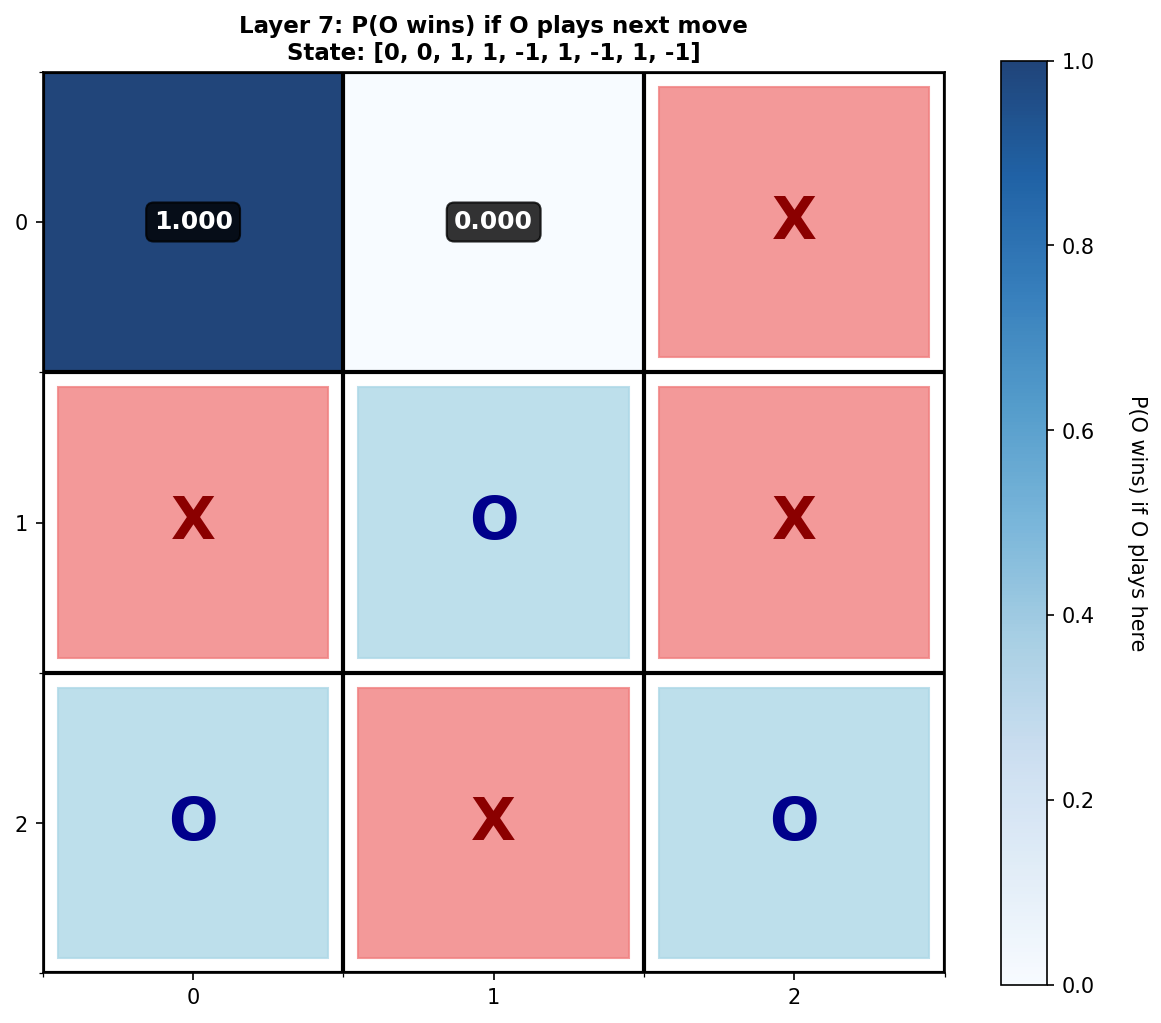 Layer 7: P(O wins) if O plays next move
State: [0, 0, 1, 1, -1, 1, -1, 1, -1]
1.000
0.000
X
X
O
X
O
X
O
0
1
2
0
1
2
1.0
0.8
0.6
0.4
0.2
0.0
P(O wins) if O plays here